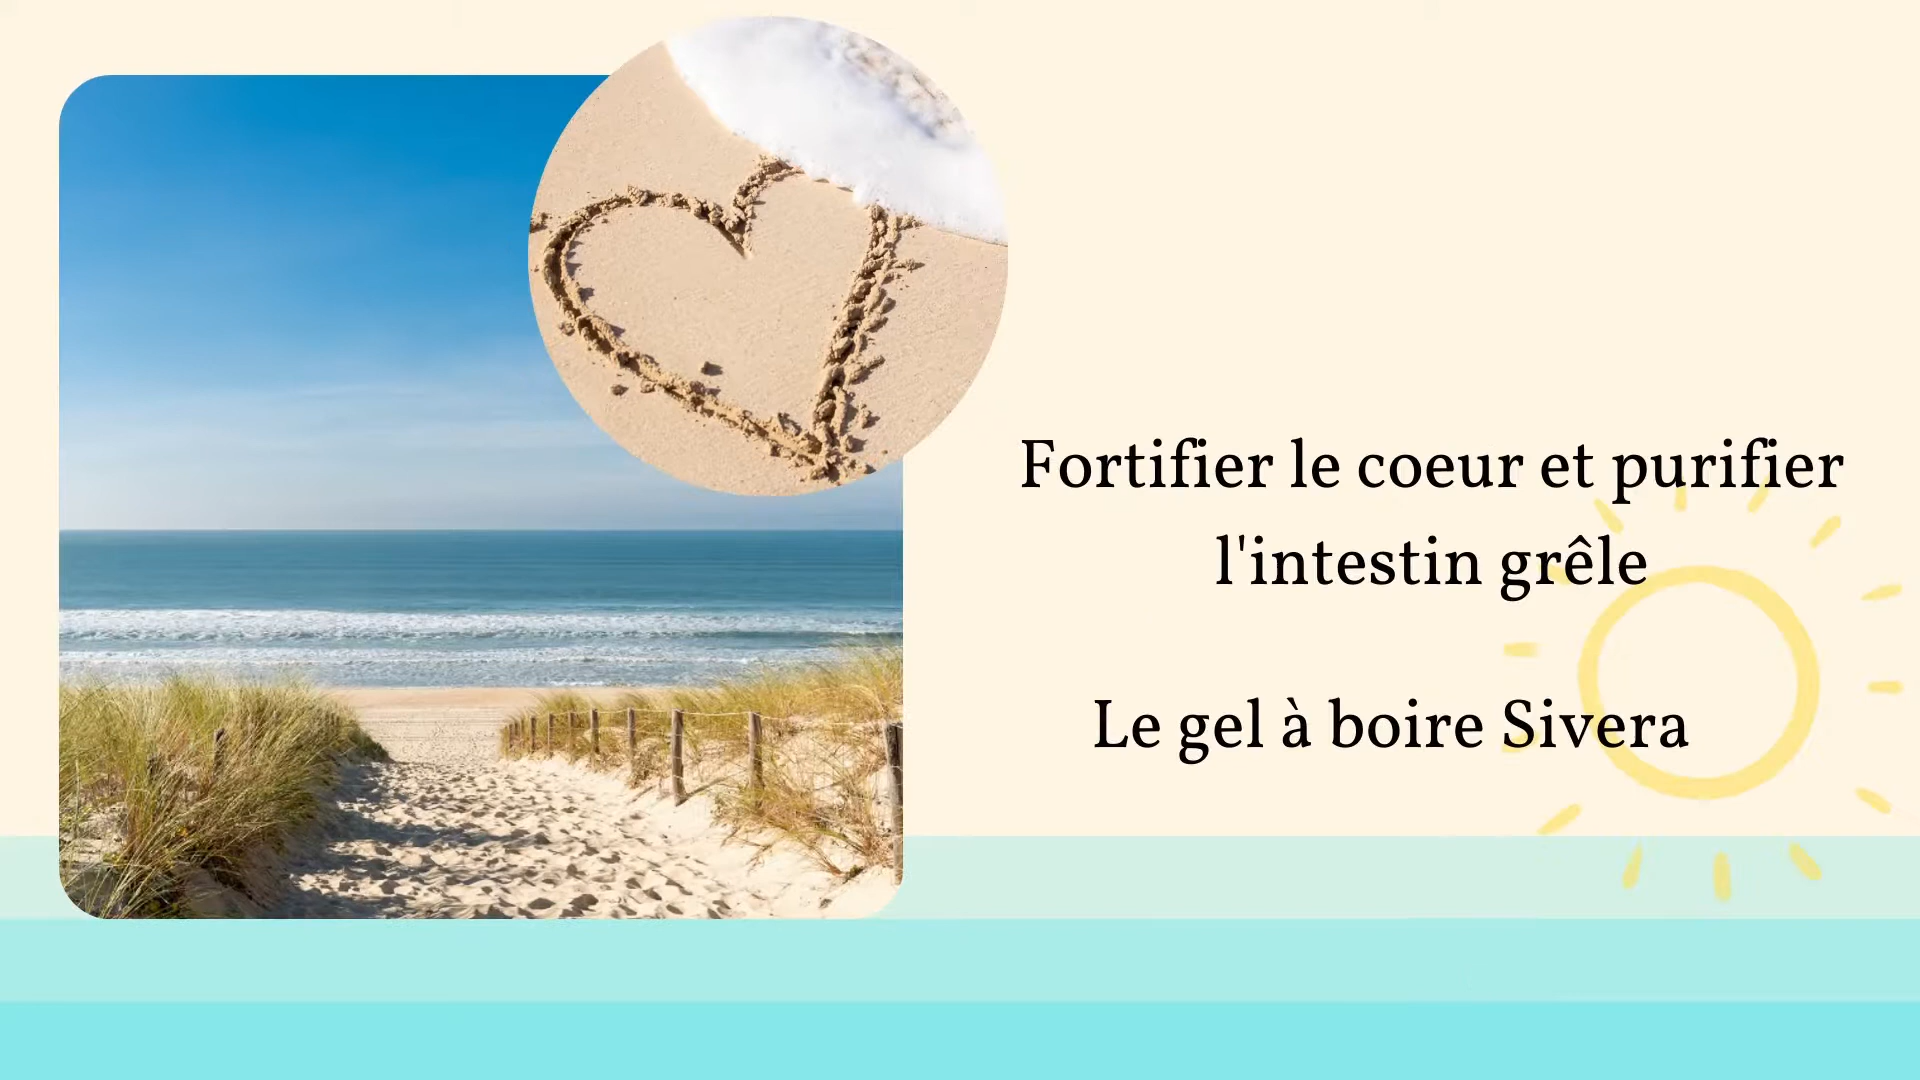 Fortifier le coeur et purifier
l'intestin grêle
Le gel à boire Sivera